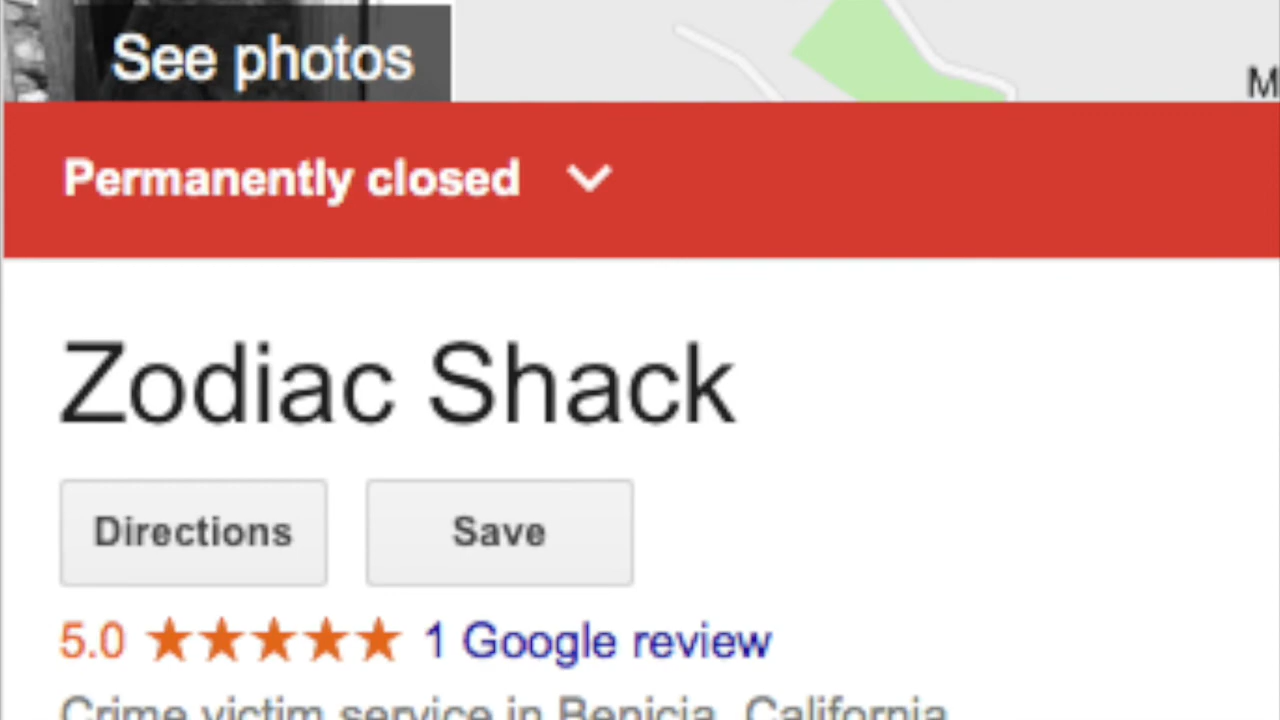 See photos
M
Permanently closed
Zodiac Shack
Directions
Save
5.0 ★★★★★ 1 Google review
Crime victim service in Benicia, California